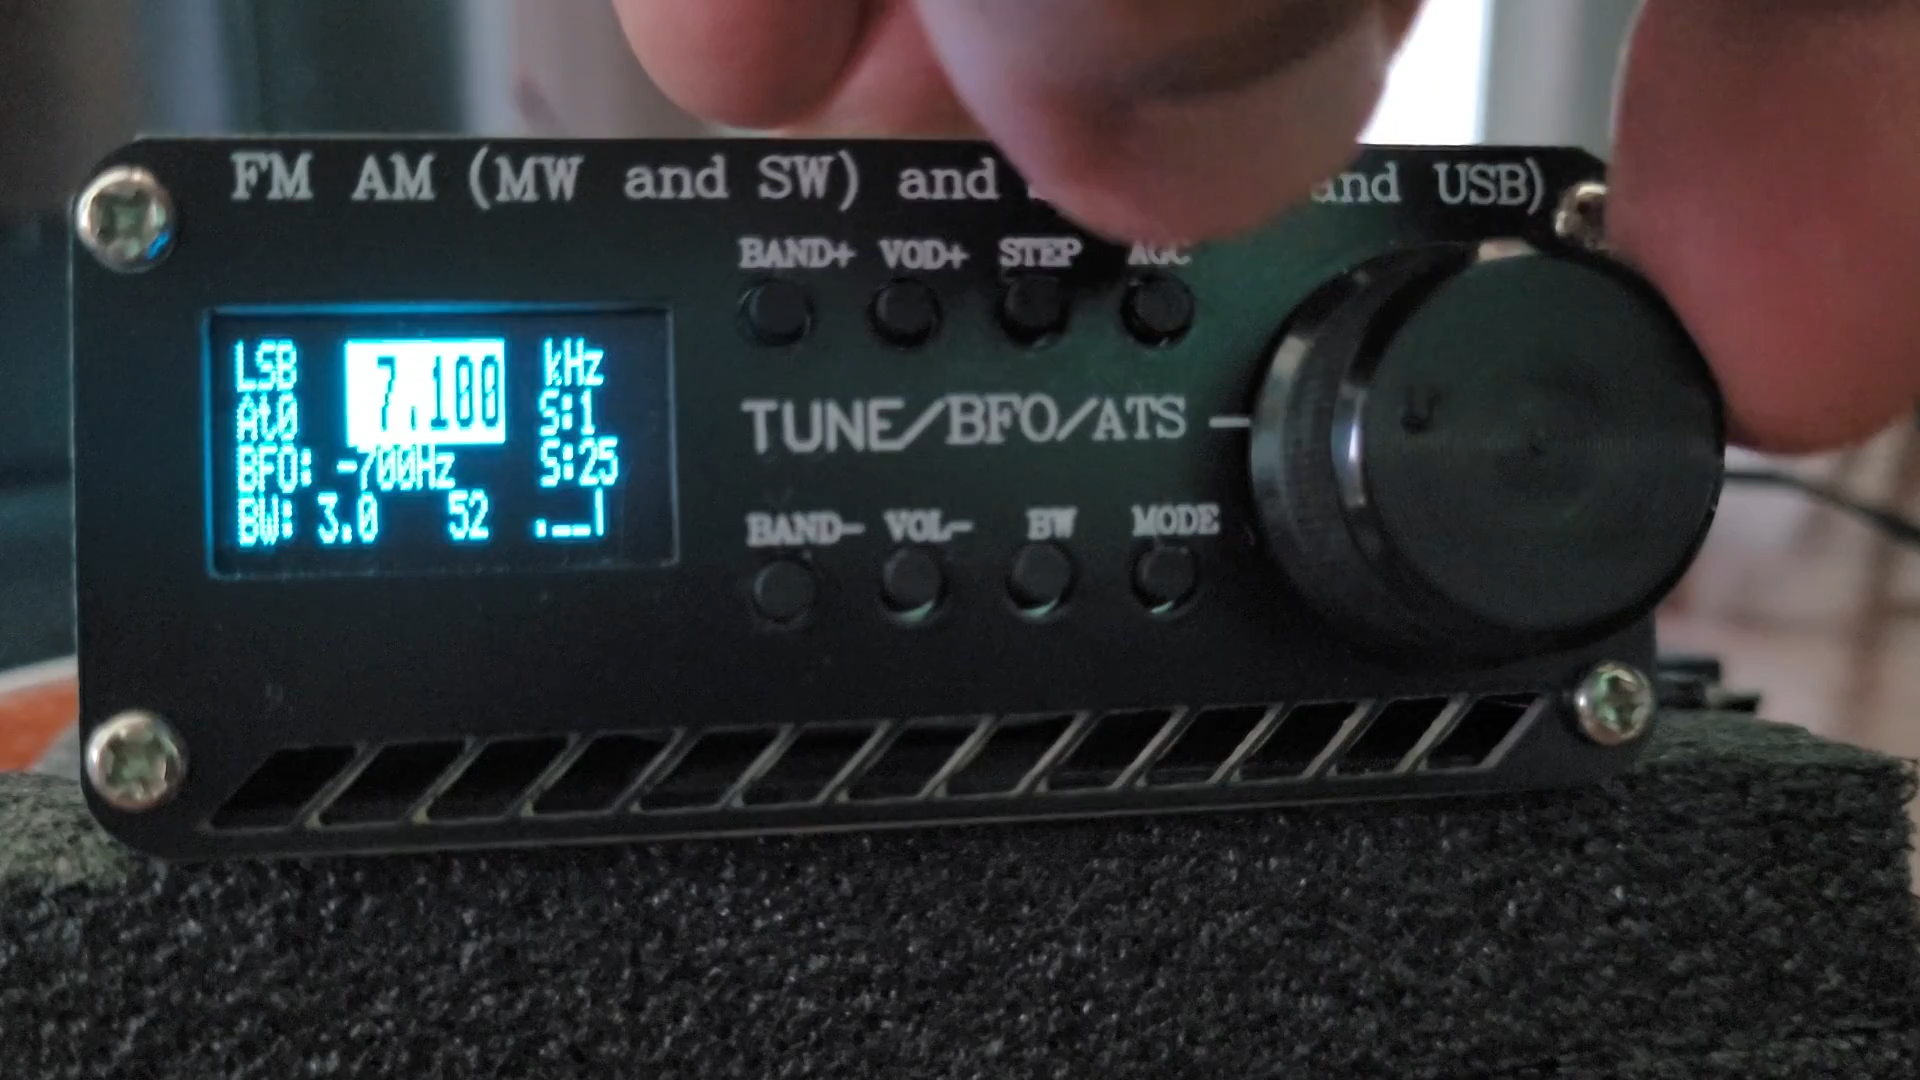 FM AM (MW and SW) and and USB)
BAND+ VOD+ STEP AGC
LSB 7.100 kHz
At0 S:1
BFO: -700Hz S:25
BW: 3.0 52
TUNE/BFO/ATS
BAND- VOL- BW MODE